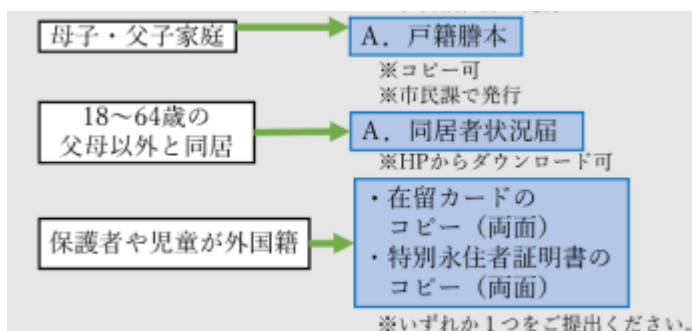 母子・父子家庭
A．戸籍謄本
※コピー可
※市民課で発行
18～64歳の
父母以外と同居
A．同居者状況届
※HPからダウンロード可
保護者や児童が外国籍
・在留カードの
コピー（両面）
・特別永住者証明書の
コピー（両面）
※いずれか１つをご提出ください。